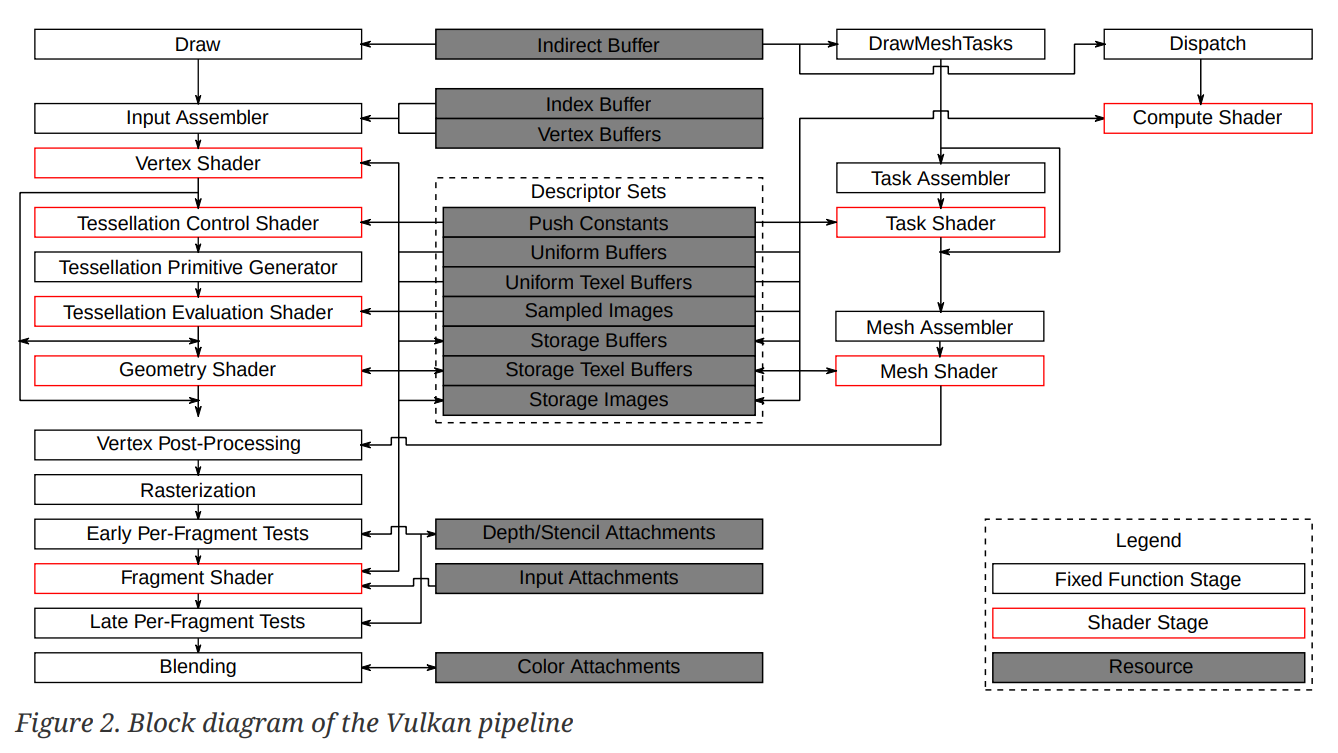 Draw
Indirect Buffer
DrawMeshTasks
Dispatch
Input Assembler
Index Buffer
Vertex Buffers
Compute Shader
Vertex Shader
Descriptor Sets
Task Assembler
Tessellation Control Shader
Push Constants
Task Shader
Tessellation Primitive Generator
Uniform Buffers
Uniform Texel Buffers
Tessellation Evaluation Shader
Sampled Images
Mesh Assembler
Storage Buffers
Geometry Shader
Storage Texel Buffers
Mesh Shader
Storage Images
Vertex Post-Processing
Rasterization
Early Per-Fragment Tests
Depth/Stencil Attachments
Fragment Shader
Input Attachments
Late Per-Fragment Tests
Blending
Color Attachments
Legend
Fixed Function Stage
Shader Stage
Resource
Figure 2. Block diagram of the Vulkan pipeline